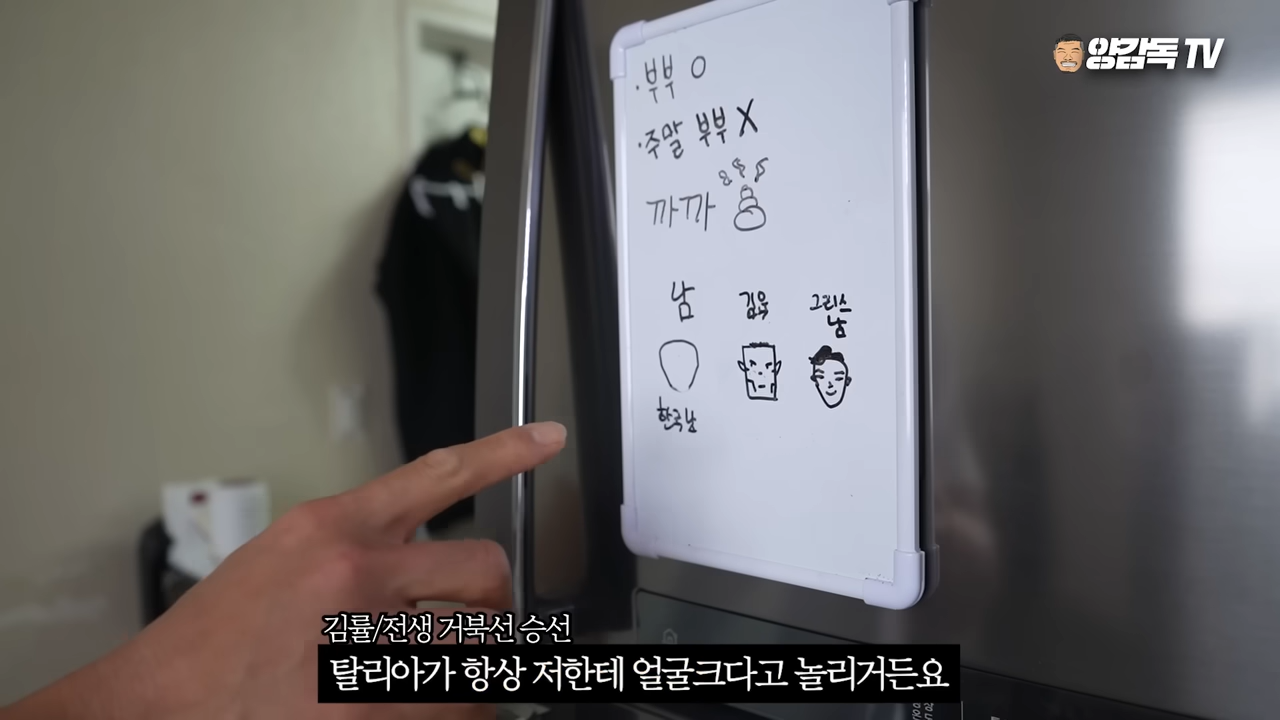 양감독 TV
·부부 O
·주말 부부 X
까까
남
김육
그리스
남
한국남
김률/전생 거북선 승선
탈리아가 항상 저한테 얼굴크다고 놀리거든요